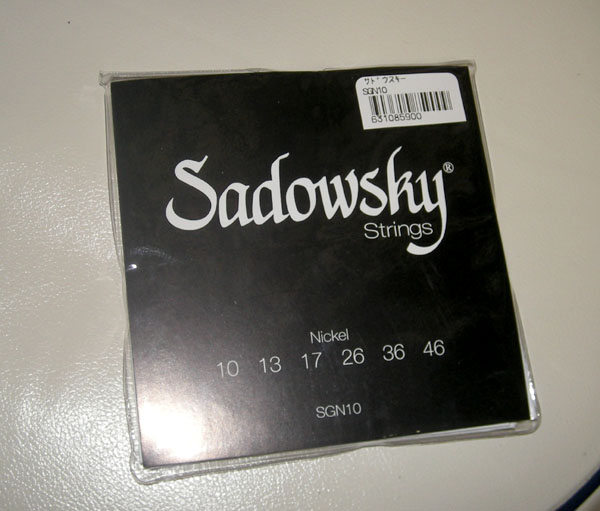 サドウスキー
SGN10
631085900
Sadowsky®
Strings
Nickel
10 13 17 26 36 46
SGN10